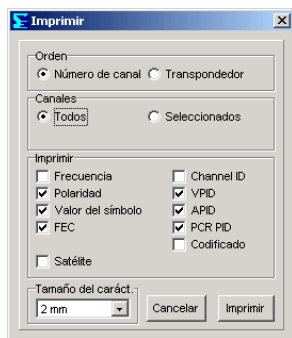 Imprimir
Orden
Número de canal Transpondedor
Canales
Todos Seleccionados
Imprimir
Frecuencia Channel ID
Polaridad VPID
Valor del símbolo APID
FEC PCR PID
Codificado
Satélite
Tamaño del caráct.
2 mm Cancelar Imprimir